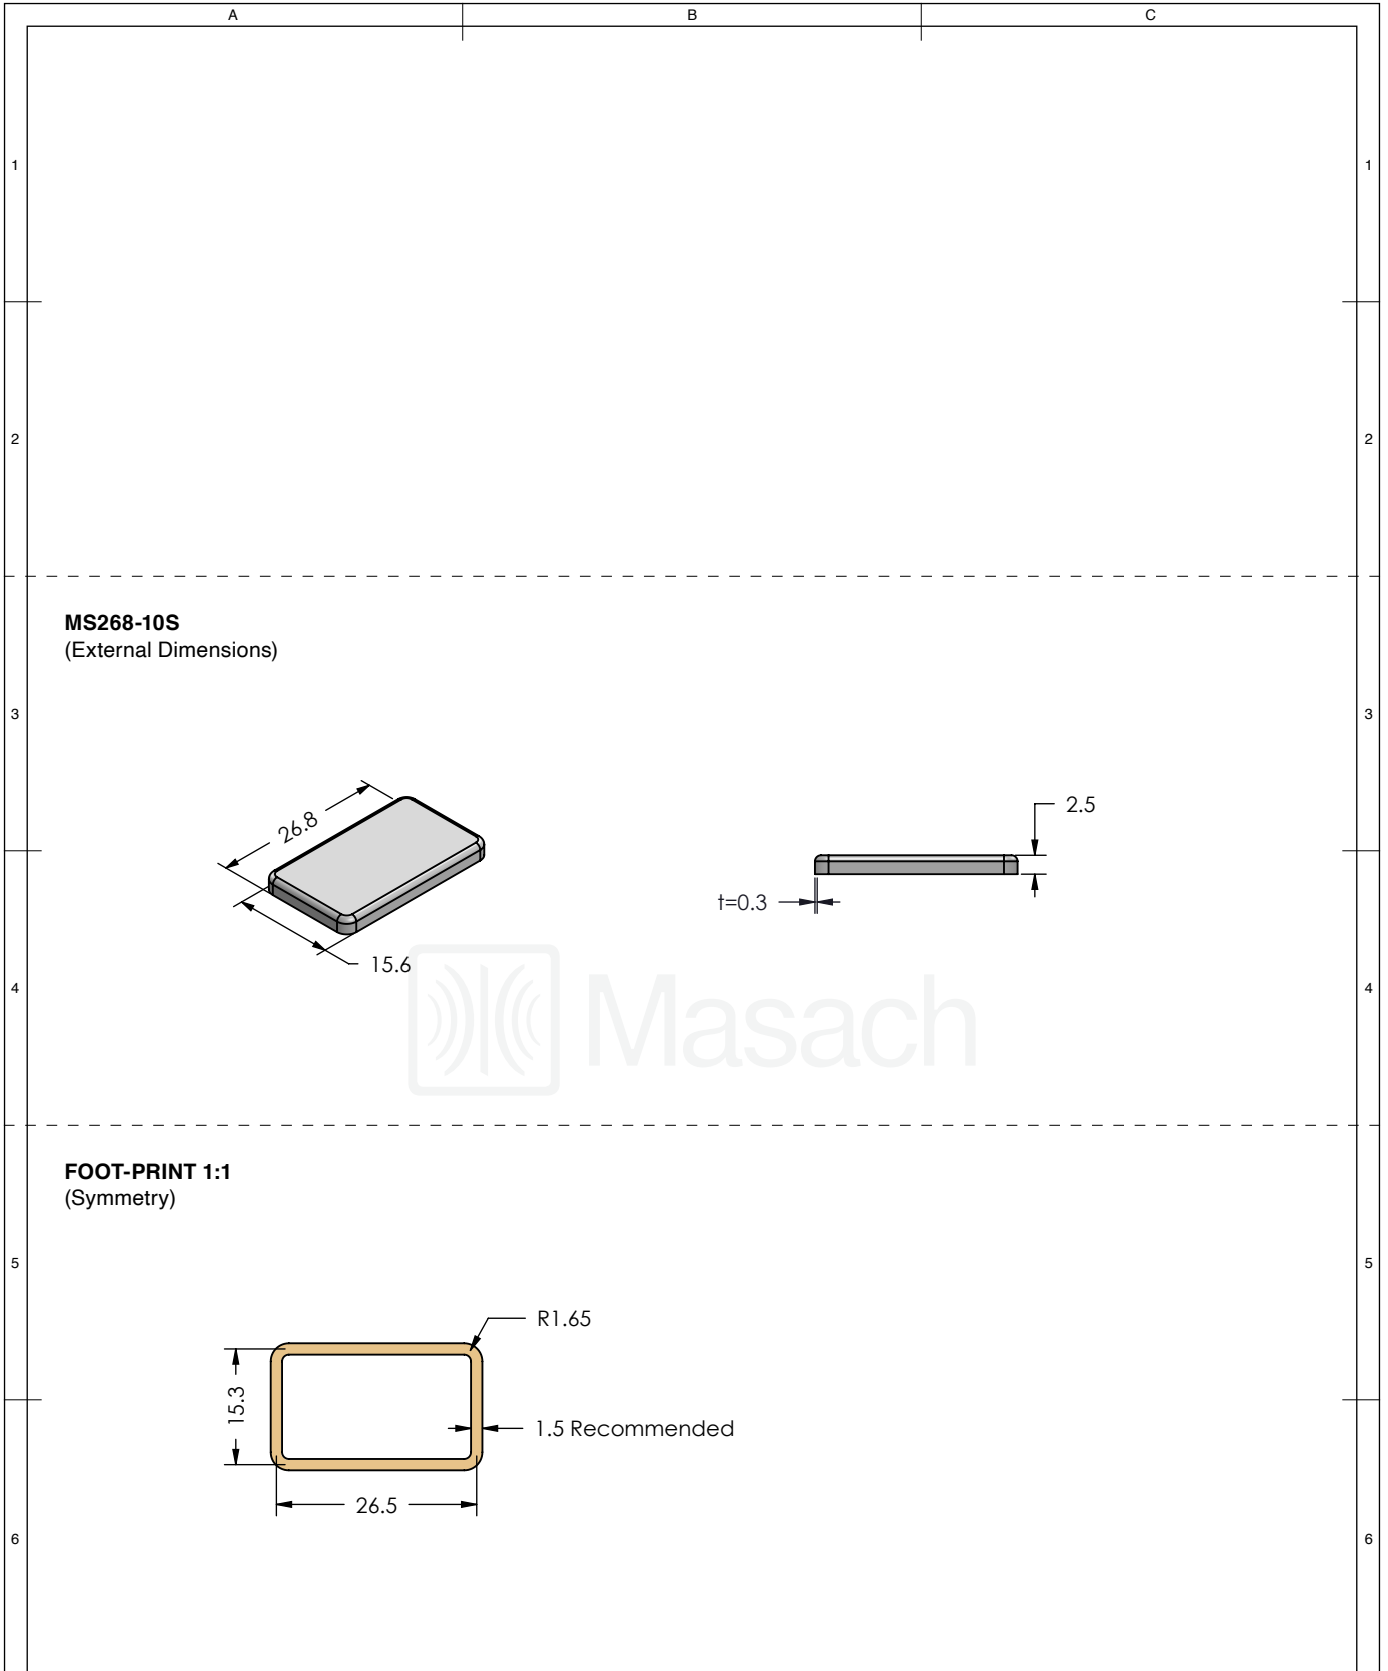 A B C
1 1
2 2
MS268-10S
(External Dimensions)
3 3
26.8
2.5
t=0.3
15.6
Masach
4 4
FOOT-PRINT 1:1
(Symmetry)
5 5
R1.65
15.3
1.5 Recommended
26.5
6 6